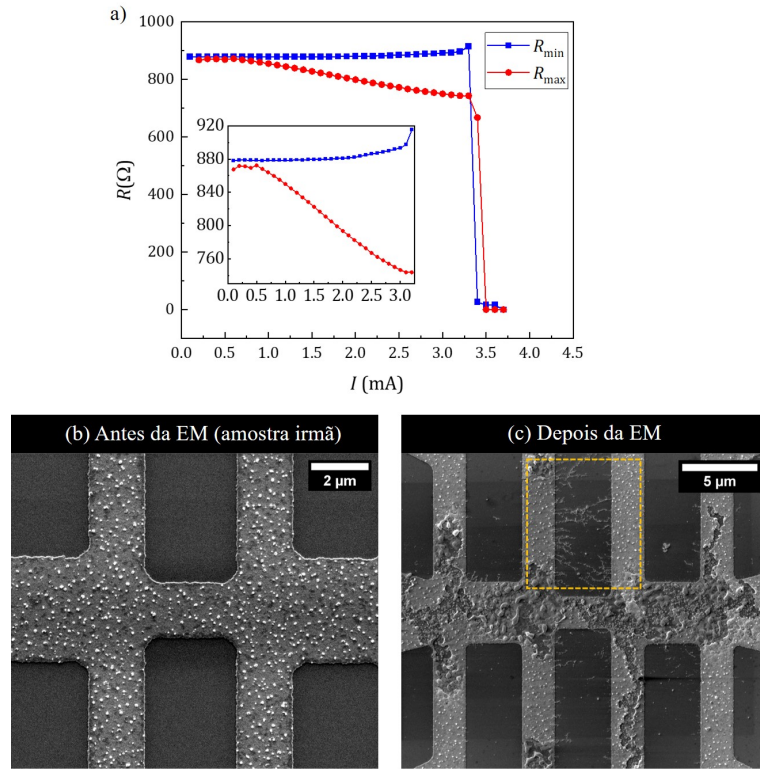 a)
1000
800
600
400
200
0
R(Ω)
R_min
R_max
920
880
840
800
760
0.0 0.5 1.0 1.5 2.0 2.5 3.0
0.0 0.5 1.0 1.5 2.0 2.5 3.0 3.5 4.0 4.5
I (mA)
(b) Antes da EM (amostra irmã)
2 µm
(c) Depois da EM
5 µm